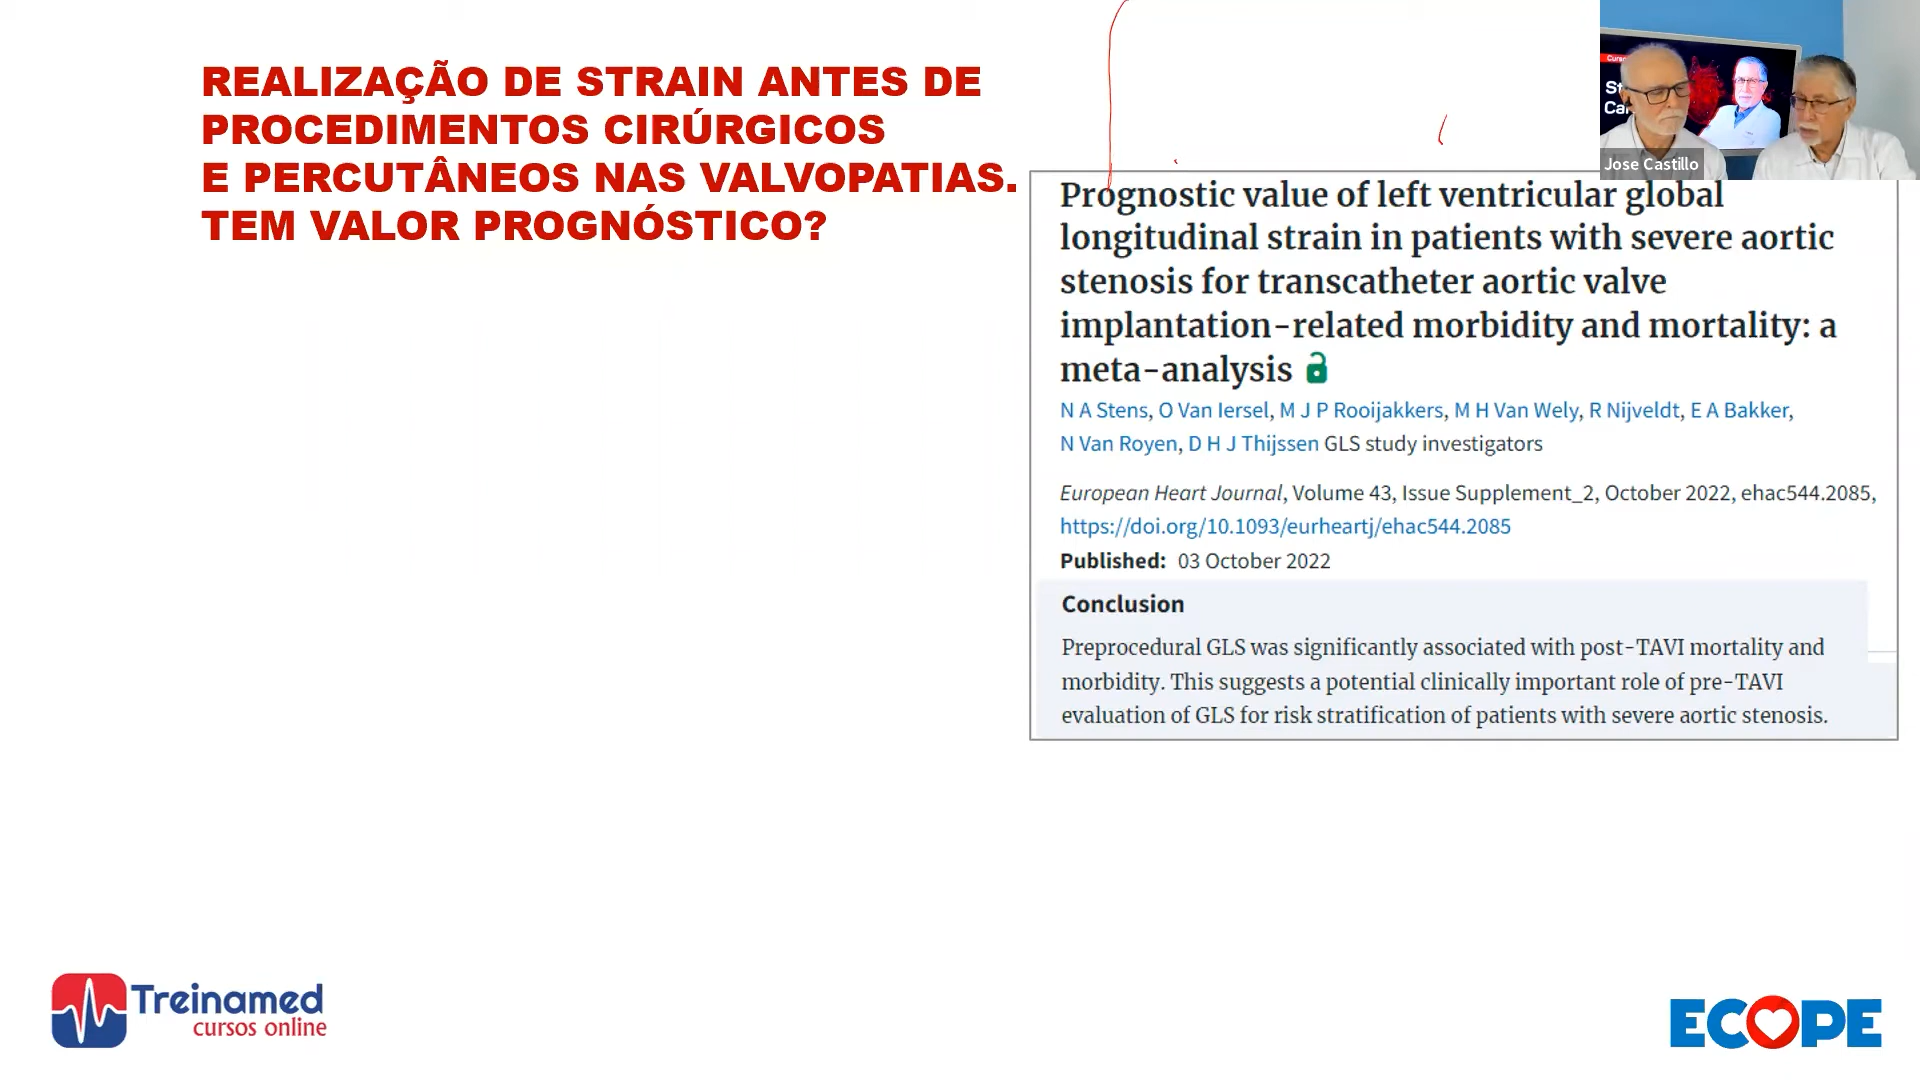 REALIZAÇÃO DE STRAIN ANTES DE
PROCEDIMENTOS CIRÚRGICOS
E PERCUTÂNEOS NAS VALVOPATIAS.
TEM VALOR PROGNÓSTICO?
Jose Castillo
Prognostic value of left ventricular global
longitudinal strain in patients with severe aortic
stenosis for transcatheter aortic valve
implantation-related morbidity and mortality: a
meta-analysis
N A Stens, O Van Iersel, M J P Rooijakkers, M H Van Wely, R Nijveldt, E A Bakker,
N Van Royen, D H J Thijssen GLS study investigators
European Heart Journal, Volume 43, Issue Supplement_2, October 2022, ehac544.2085,
https://doi.org/10.1093/eurheartj/ehac544.2085
Published: 03 October 2022
Conclusion
Preprocedural GLS was significantly associated with post-TAVI mortality and
morbidity. This suggests a potential clinically important role of pre-TAVI
evaluation of GLS for risk stratification of patients with severe aortic stenosis.
Treinamed
cursos online
ECOPE